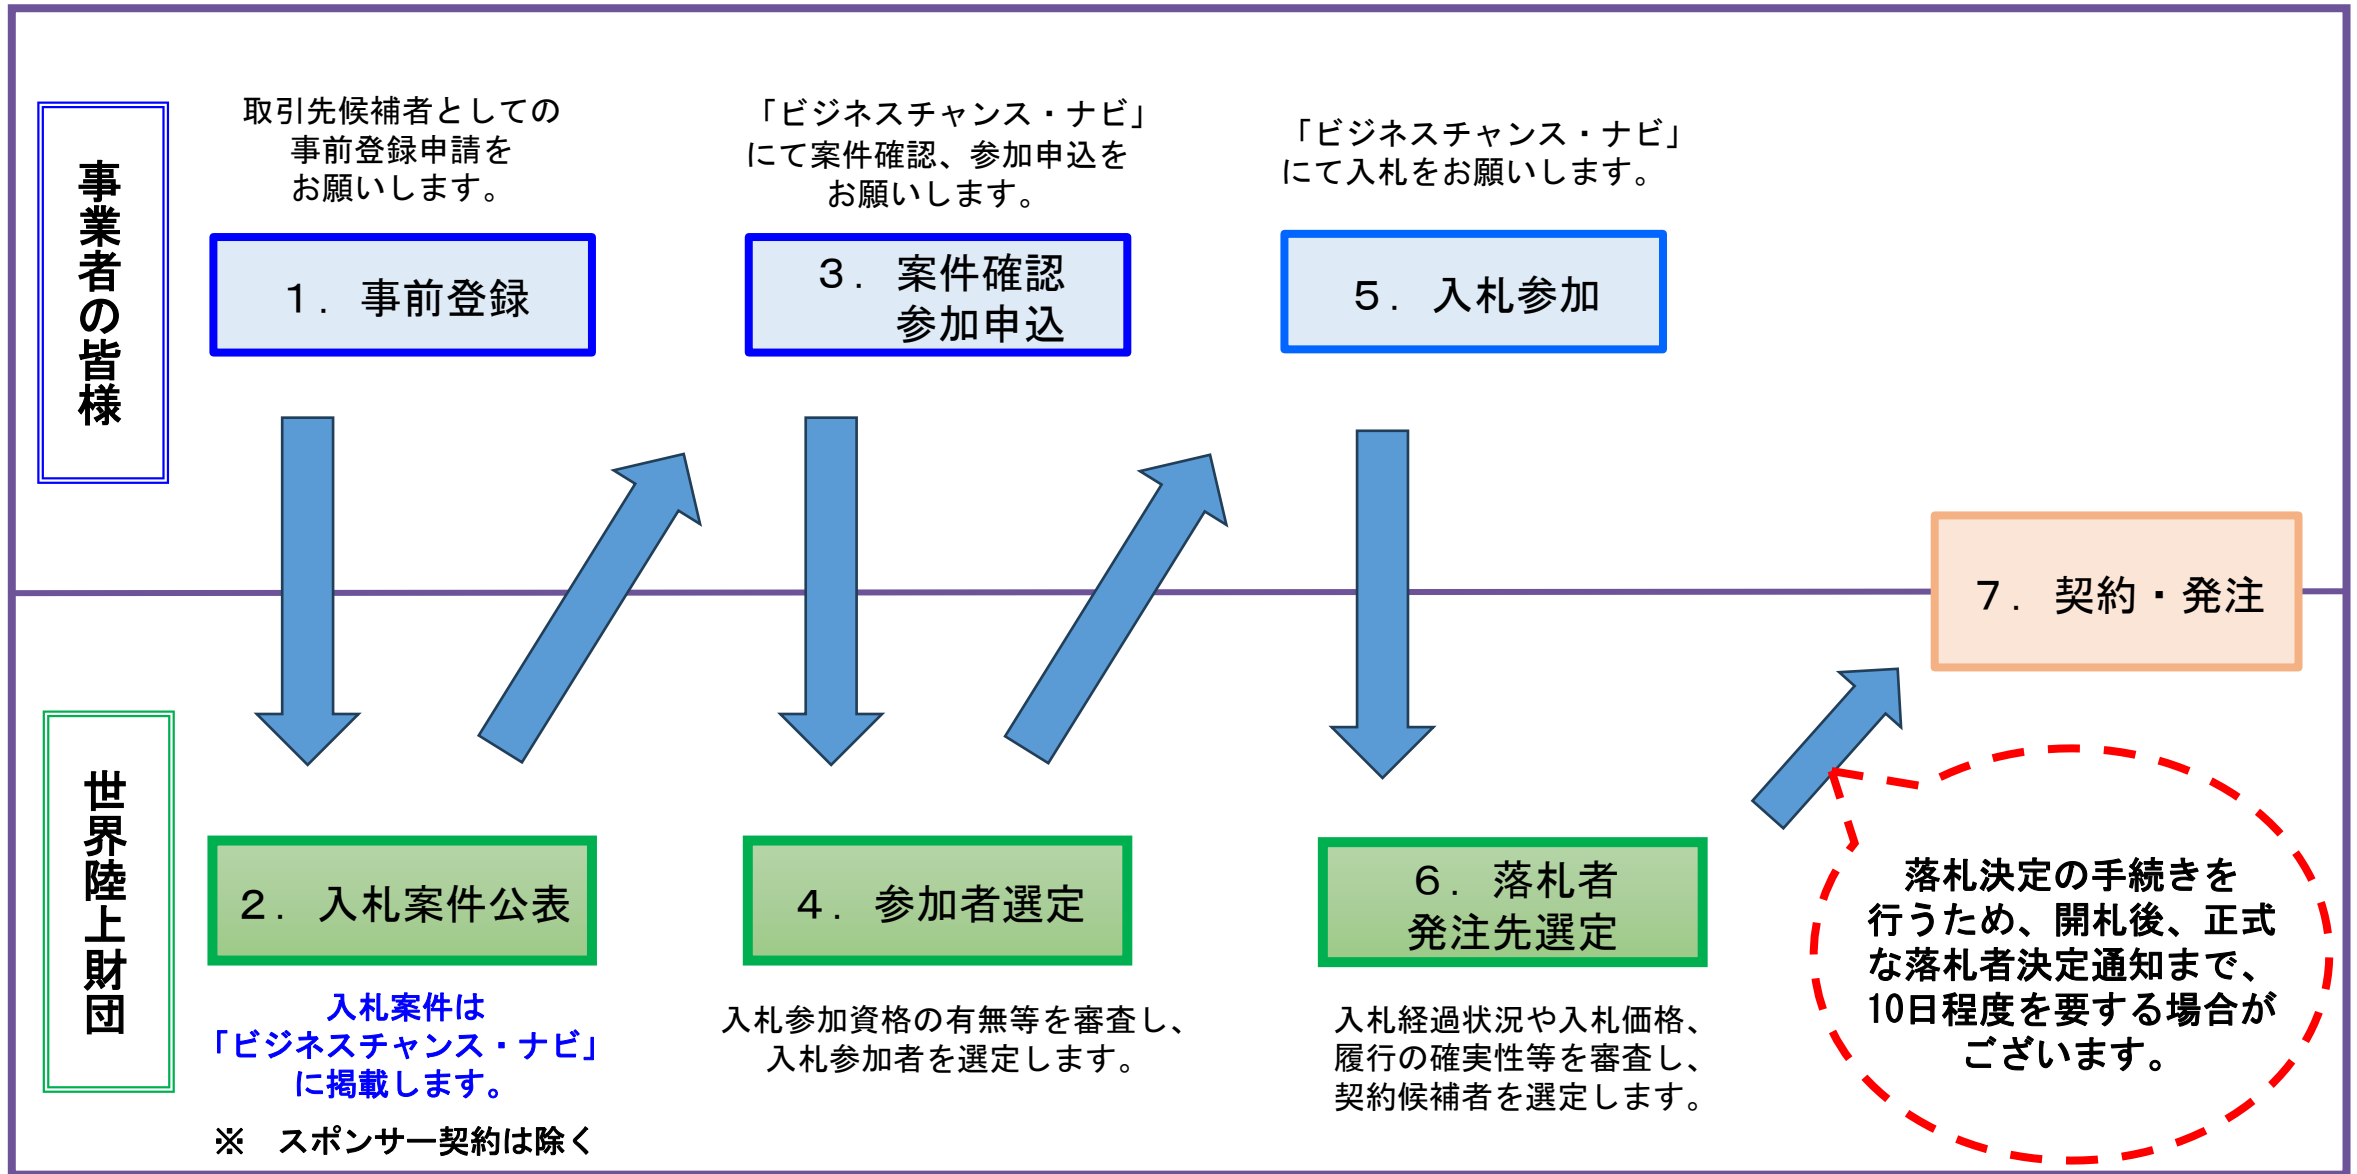 事業者の皆様
取引先候補者としての
事前登録申請を
お願いします。
1. 事前登録
「ビジネスチャンス・ナビ」
にて案件確認、参加申込を
お願いします。
3. 案件確認
参加申込
「ビジネスチャンス・ナビ」
にて入札をお願いします。
5. 入札参加
7. 契約・発注
世界陸上財団
2. 入札案件公表
入札案件は
「ビジネスチャンス・ナビ」
に掲載します。
※ スポンサー契約は除く
4. 参加者選定
入札参加資格の有無等を審査し、
入札参加者を選定します。
6. 落札者
発注先選定
入札経過状況や入札価格、
履行の確実性等を審査し、
契約候補者を選定します。
落札決定の手続きを
行うため、開札後、正式
な落札者決定通知まで、
10日程度を要する場合が
ございます。